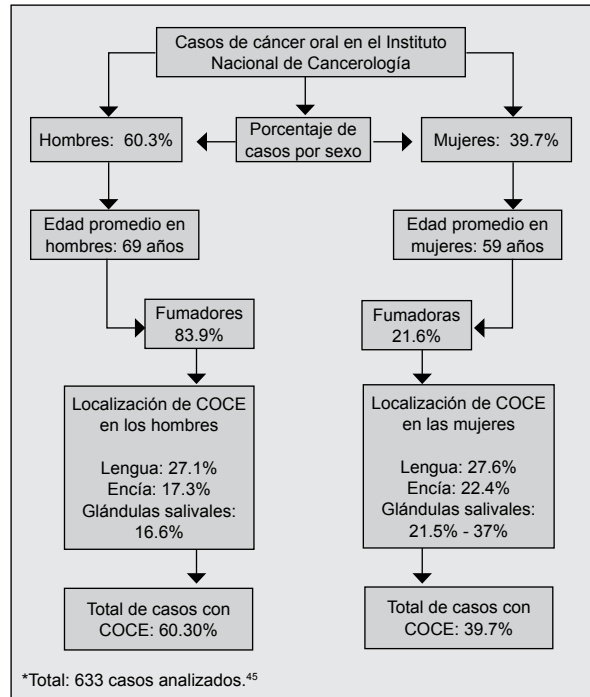 Casos de cáncer oral en el Instituto
Nacional de Cancerología
Hombres: 60.3%
Porcentaje de
casos por sexo
Mujeres: 39.7%
Edad promedio en
hombres: 69 años
Edad promedio en
mujeres: 59 años
Fumadores
83.9%
Fumadoras
21.6%
Localización de COCE
en los hombres
Lengua: 27.1%
Encía: 17.3%
Glándulas salivales:
16.6%
Localización de COCE
en las mujeres
Lengua: 27.6%
Encía: 22.4%
Glándulas salivales:
21.5% - 37%
Total de casos con
COCE: 60.30%
Total de casos con
COCE: 39.7%
*Total: 633 casos analizados.⁴⁵